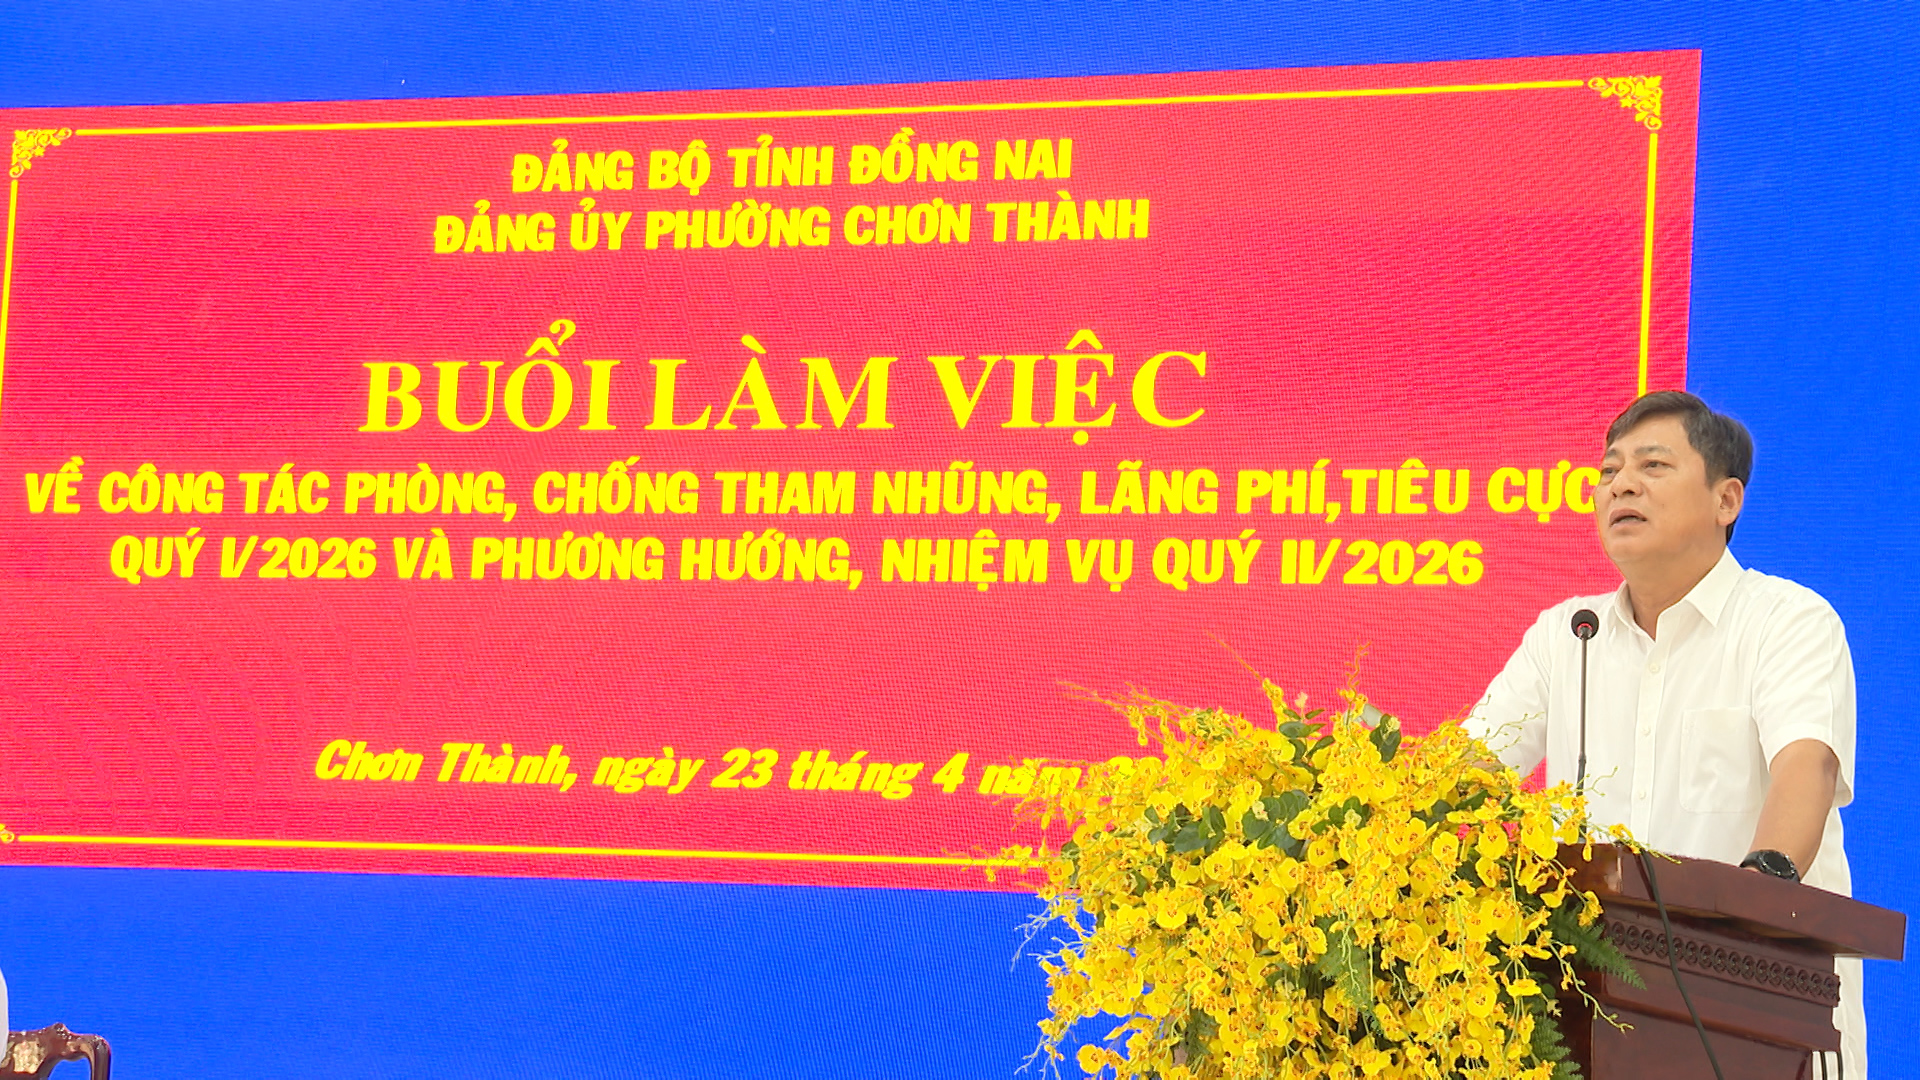 ĐẢNG BỘ TỈNH ĐỒNG NAI
ĐẢNG ỦY PHƯỜNG CHƠN THÀNH
BUỔI LÀM VIỆC
VỀ CÔNG TÁC PHÒNG, CHỐNG THAM NHŨNG, LÃNG PHÍ,TIÊU CỰC
QUÝ I/2026 VÀ PHƯƠNG HƯỚNG, NHIỆM VỤ QUÝ II/2026
Chơn Thành, ngày 23 tháng 4 năm